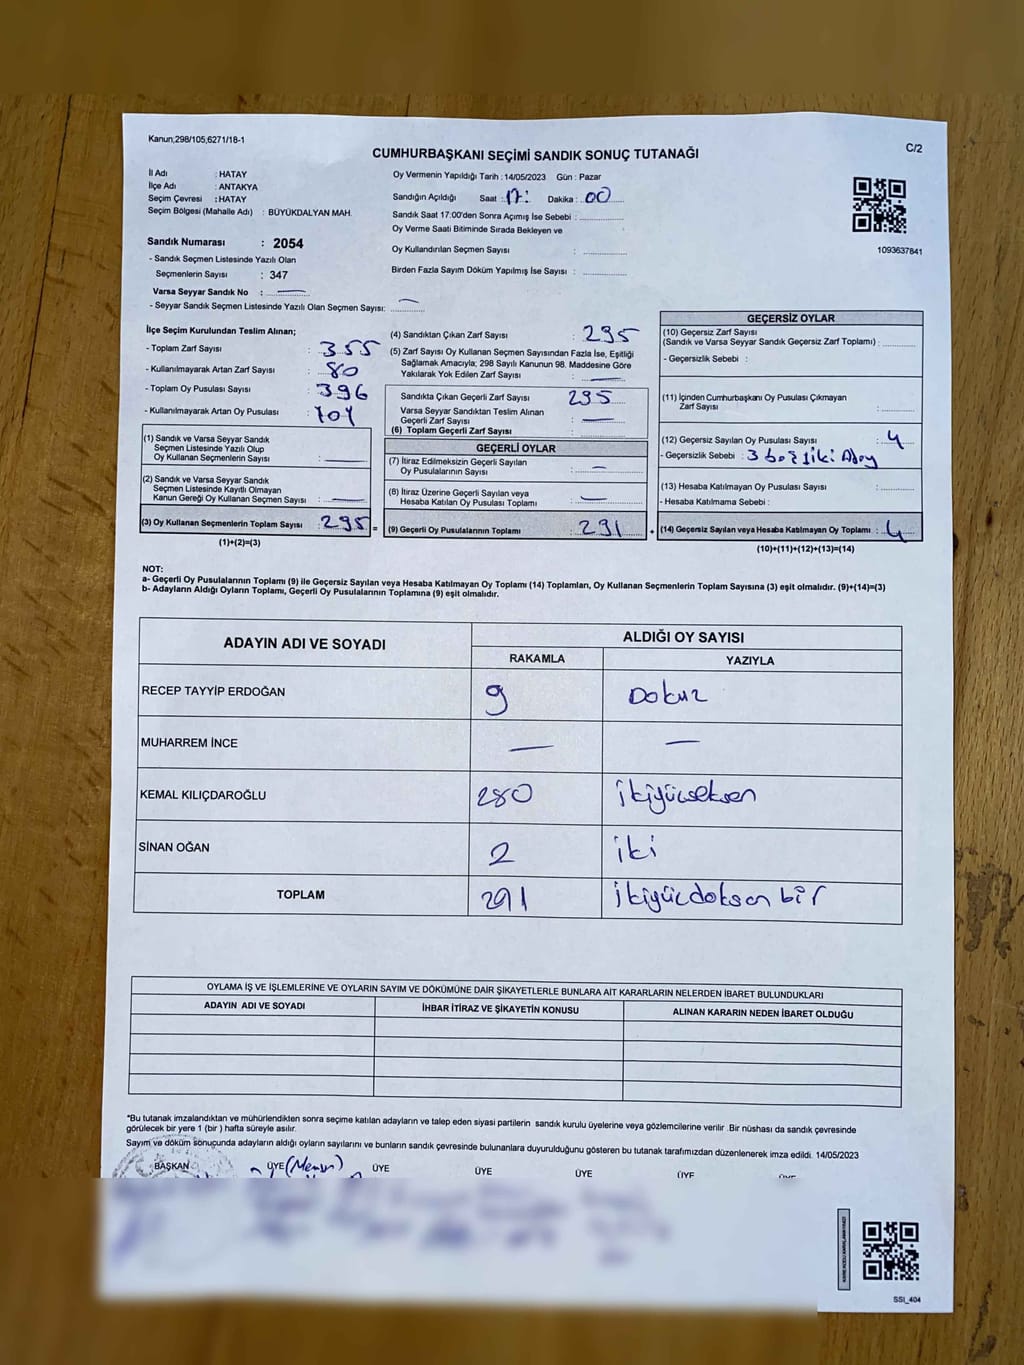 Kanun;298/105,6271/18-1
C/2
CUMHURBAŞKANI SEÇİMİ SANDIK SONUÇ TUTANAĞI
İl Adı : HATAY
İlçe Adı : ANTAKYA
Seçim Çevresi : HATAY
Seçim Bölgesi (Mahalle Adı) : BÜYÜKDALYAN MAH.
Sandık Numarası : 2054
- Sandık Seçmen Listesinde Yazılı Olan
Seçmenlerin Sayısı : 347
Varsa Seyyar Sandık No : —
- Seyyar Sandık Seçmen Listesinde Yazılı Olan Seçmen Sayısı: —
Oy Vermenin Yapıldığı Tarih : 14/05/2023 Gün : Pazar
Sandığın Açıldığı Saat : 17: Dakika : 00
Sandık Saat 17:00'den Sonra Açımış İse Sebebi :
Oy Verme Saati Bitiminde Sırada Bekleyen ve
Oy Kullandırılan Seçmen Sayısı :
Birden Fazla Sayım Döküm Yapılmış İse Sayısı :
1093637841
İlçe Seçim Kurulundan Teslim Alınan;
- Toplam Zarf Sayısı : 355
- Kullanılmayarak Artan Zarf Sayısı : 80
- Toplam Oy Pusulası Sayısı : 396
- Kullanılmayarak Artan Oy Pusulası : 101
(1) Sandık ve Varsa Seyyar Sandık
Seçmen Listesinde Yazılı Olup
Oy Kullanan Seçmenlerin Sayısı : —
(2) Sandık ve Varsa Seyyar Sandık
Seçmen Listesinde Kayıtlı Olmayan
Kanun Gereği Oy Kullanan Seçmen Sayısı : —
(3) Oy Kullanan Seçmenlerin Toplam Sayısı : 295 =
(1)+(2)=(3)
(4) Sandıktan Çıkan Zarf Sayısı : 295
(5) Zarf Sayısı Oy Kullanan Seçmen Sayısından Fazla İse, Eşitliği
Sağlamak Amacıyla; 298 Sayılı Kanunun 98. Maddesine Göre
Yakılarak Yok Edilen Zarf Sayısı : —
Sandıkta Çıkan Geçerli Zarf Sayısı 295
Varsa Seyyar Sandıktan Teslim Alınan
Geçerli Zarf Sayısı : —
(6) Toplam Geçerli Zarf Sayısı :
GEÇERLİ OYLAR
(7) İtiraz Edilmeksizin Geçerli Sayılan
Oy Pusulalarının Sayısı : —
(8) İtiraz Üzerine Geçerli Sayılan veya
Hesaba Katılan Oy Pusulası Toplamı : —
(9) Geçerli Oy Pusulalarının Toplamı : 291 +
GEÇERSİZ OYLAR
(10) Geçersiz Zarf Sayısı
(Sandık ve Varsa Seyyar Sandık Geçersiz Zarf Toplamı) :
- Geçersizlik Sebebi :
(11) İçinden Cumhurbaşkanı Oy Pusulası Çıkmayan
Zarf Sayısı :
(12) Geçersiz Sayılan Oy Pusulası Sayısı : 4
- Geçersizlik Sebebi : 3 boş 1 iki Aday
(13) Hesaba Katılmayan Oy Pusulası Sayısı :
- Hesaba Katılmama Sebebi :
(14) Geçersiz Sayılan veya Hesaba Katılmayan Oy Toplamı : 4
(10)+(11)+(12)+(13)=(14)
NOT:
a- Geçerli Oy Pusulalarının Toplamı (9) ile Geçersiz Sayılan veya Hesaba Katılmayan Oy Toplamı (14) Toplamları, Oy Kullanan Seçmenlerin Toplam Sayısına (3) eşit olmalıdır. (9)+(14)=(3)
b- Adayların Aldığı Oyların Toplamı, Geçerli Oy Pusulalarının Toplamına (9) eşit olmalıdır.
ADAYIN ADI VE SOYADI
ALDIĞI OY SAYISI
RAKAMLA YAZIYLA
RECEP TAYYİP ERDOĞAN 9 Dokuz
MUHARREM İNCE — —
KEMAL KILIÇDAROĞLU 280 ikiyüzseksen
SİNAN OĞAN 2 iki
TOPLAM 291 ikiyüzdoksan bir
OYLAMA İŞ VE İŞLEMLERİNE VE OYLARIN SAYIM VE DÖKÜMÜNE DAİR ŞİKAYETLERLE BUNLARA AİT KARARLARIN NELERDEN İBARET BULUNDUKLARI
ADAYIN ADI VE SOYADI İHBAR İTİRAZ VE ŞİKAYETİN KONUSU ALINAN KARARIN NEDEN İBARET OLDUĞU
*Bu tutanak imzalandıktan ve mühürlendikten sonra seçime katılan adayların ve talep eden siyasi partilerin sandık kurulu üyelerine veya gözlemcilerine verilir .Bir nüshası da sandık çevresinde
görülecek bir yere 1 (bir ) hafta süreyle asılır.
Sayım ve döküm sonuçunda adayların aldığı oyların sayılarını ve bunların sandık çevresinde bulunanlara duyurulduğunu gösteren bu tutanak tarafımızdan düzenlenerek imza edildi. 14/05/2023
BAŞKAN ÜYE (Memur) ÜYE ÜYE ÜYE ÜYE ÜYE
SSI_404